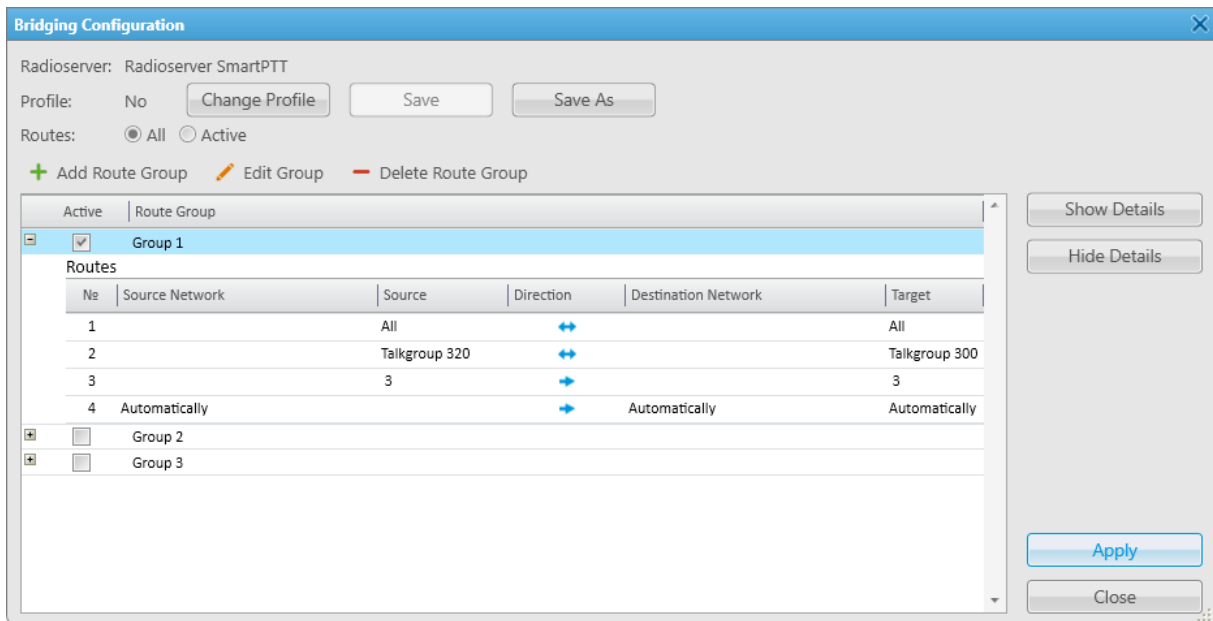 Bridging Configuration
Radioserver: Radioserver SmartPTT
Profile: No Change Profile Save Save As
Routes: All Active
Add Route Group Edit Group Delete Route Group
Active Route Group Show Details
Group 1
Hide Details
Routes
№ Source Network Source Direction Destination Network Target
1 All All
2 Talkgroup 320 Talkgroup 300
3 3 3
4 Automatically Automatically Automatically
Group 2
Group 3
Apply
Close